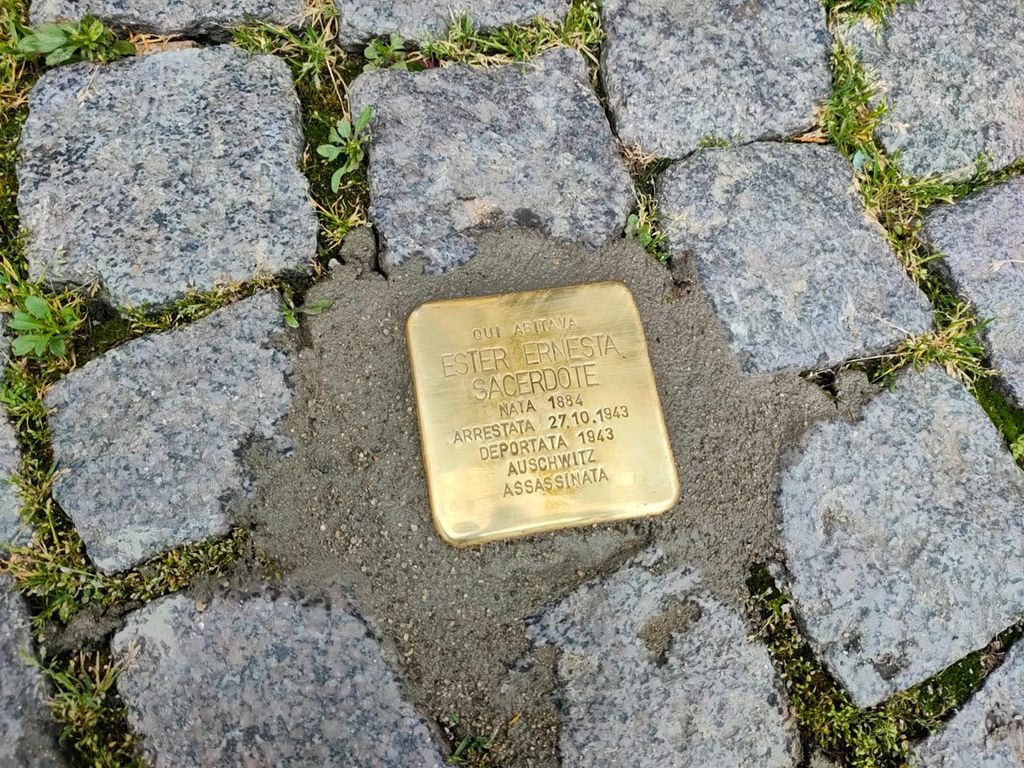 QUI ABITAVA
ESTER ERNESTA
SACERDOTE
NATA 1884
ARRESTATA 27.10.1943
DEPORTATA 1943
AUSCHWITZ
ASSASSINATA